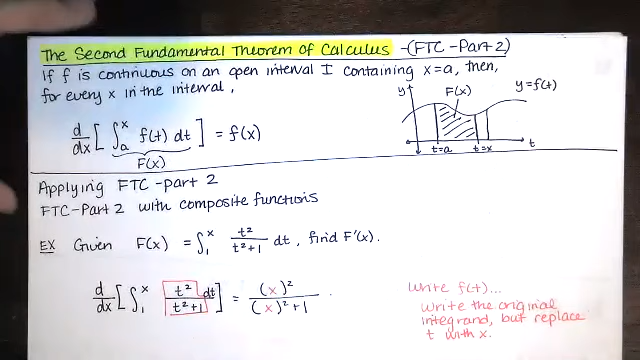 The Second Fundamental Theorem of Calculus - (FTC - Part 2)
If f is continuous on an open interval I containing x=a, then,
for every x in the interval,
d/dx [ ∫ₐˣ f(t) dt ] = f(x)
F(x)
y
F(x)
y=f(t)
t=a
t=x
t
Applying FTC - part 2
FTC-Part 2 with composite functions
EX Given F(x) = ∫₁ˣ t²/(t²+1) dt, find F'(x).
d/dx [ ∫₁ˣ t²/(t²+1) dt ] = (x)²/((x)²+1)
Write f(t)...
write the original
integrand, but replace
t with x.